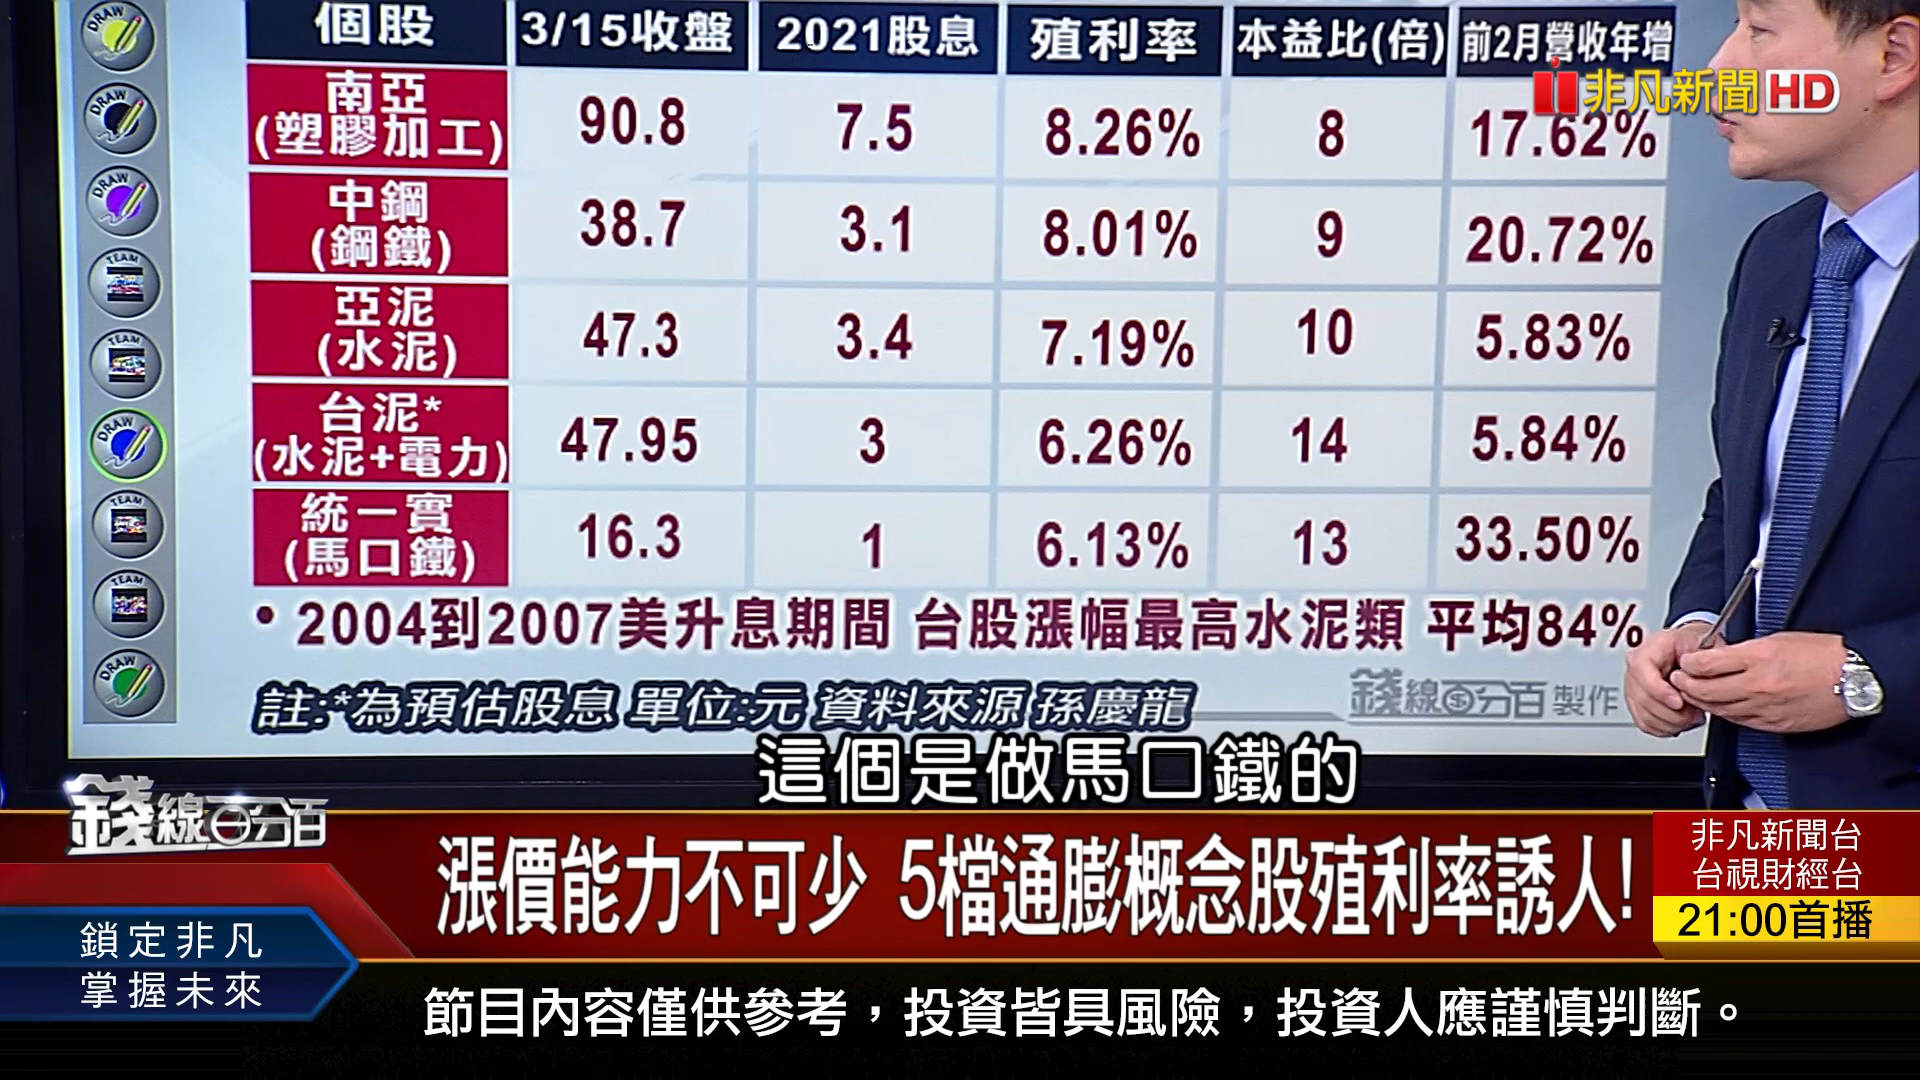 個股 3/15收盤 2021股息 殖利率 本益比(倍) 前2月營收年增
非凡新聞HD
南亞
(塑膠加工) 90.8 7.5 8.26% 8 17.62%
中鋼
(鋼鐵) 38.7 3.1 8.01% 9 20.72%
亞泥
(水泥) 47.3 3.4 7.19% 10 5.83%
台泥*
(水泥+電力) 47.95 3 6.26% 14 5.84%
統一實
(馬口鐵) 16.3 1 6.13% 13 33.50%
• 2004到2007美升息期間 台股漲幅最高水泥類 平均84%
註:*為預估股息 單位:元 資料來源 孫慶龍
錢線百分百 製作
DRAW
DRAW
DRAW
TEAM
TEAM
DRAW
TEAM
TEAM
DRAW
這個是做馬口鐵的
錢線百分百
漲價能力不可少 5檔通膨概念股殖利率誘人!
非凡新聞台
台視財經台
21:00首播
鎖定非凡
掌握未來
節目內容僅供參考，投資皆具風險，投資人應謹慎判斷。